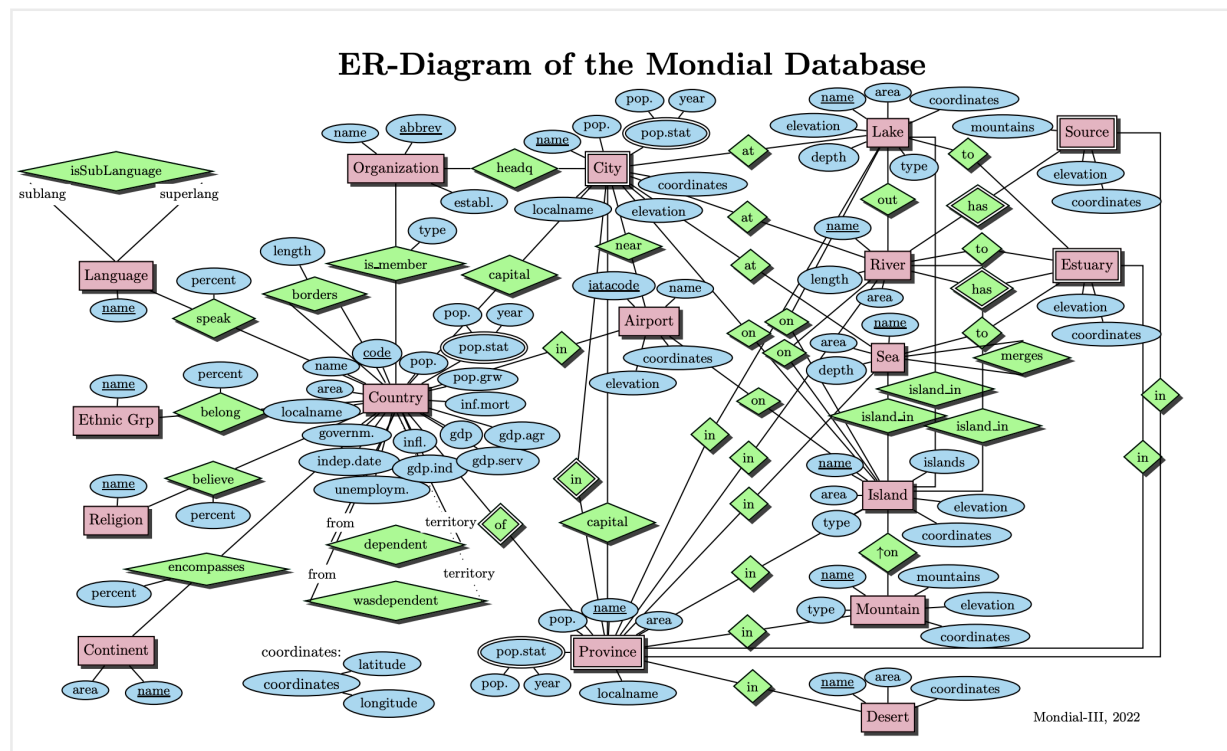 ER-Diagram of the Mondial Database
pop.
year
name
area
coordinates
name
abbrev
name
pop.
pop.stat
elevation
Lake
mountains
Source
isSubLanguage
sublang
superlang
Organization
headq
City
at
depth
type
to
elevation
coordinates
establ.
coordinates
localname
elevation
out
has
type
at
name
length
is_member
near
Language
name
percent
borders
capital
at
River
to
Estuary
has
iatacode
name
length
area
elevation
coordinates
speak
pop.
year
Airport
on
on
name
Sea
to
merges
code
pop.stat
in
on
area
depth
name
pop.
coordinates
percent
area
pop.grw
elevation
island_in
in
name
Country
inf.mort
on
Ethnic Grp
belong
localname
island_in
island_in
governm.
infl.
gdp
gdp.agr
in
in
in
indep.date
gdp.ind
gdp.serv
name
islands
name
believe
in
unemploym.
area
Island
elevation
Religion
percent
in
type
coordinates
from
territory
of
capital
dependent
↑on
encompasses
from
territory
in
name
mountains
percent
wasdependent
pop.
name
area
type
Mountain
elevation
in
coordinates
Continent
coordinates:
latitude
pop.stat
Province
area
name
coordinates
longitude
pop.
year
localname
in
name
area
coordinates
Desert
Mondial-III, 2022